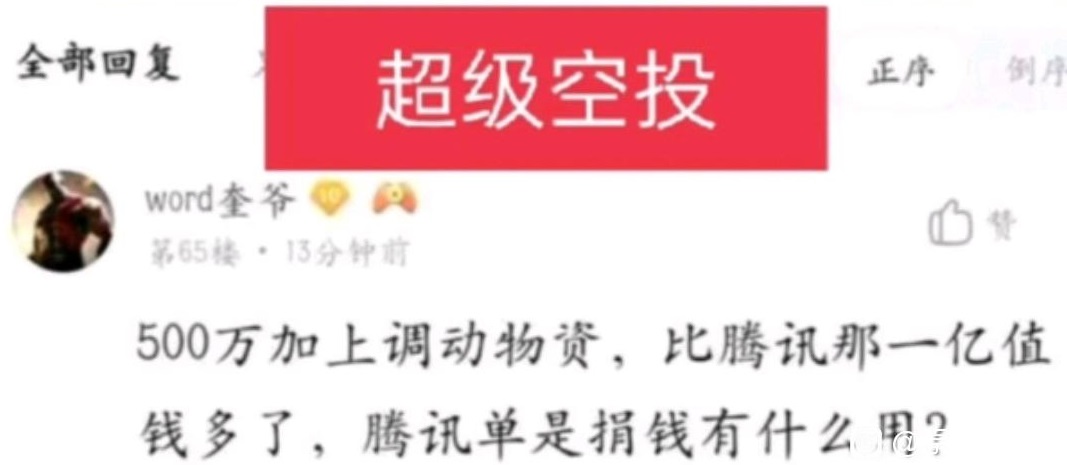 全部回复
超级空投
正序
倒序
word奎爷
第65楼·13分钟前
赞
500万加上调动物资，比腾讯那一亿值
钱多了，腾讯单是捐钱有什么用?